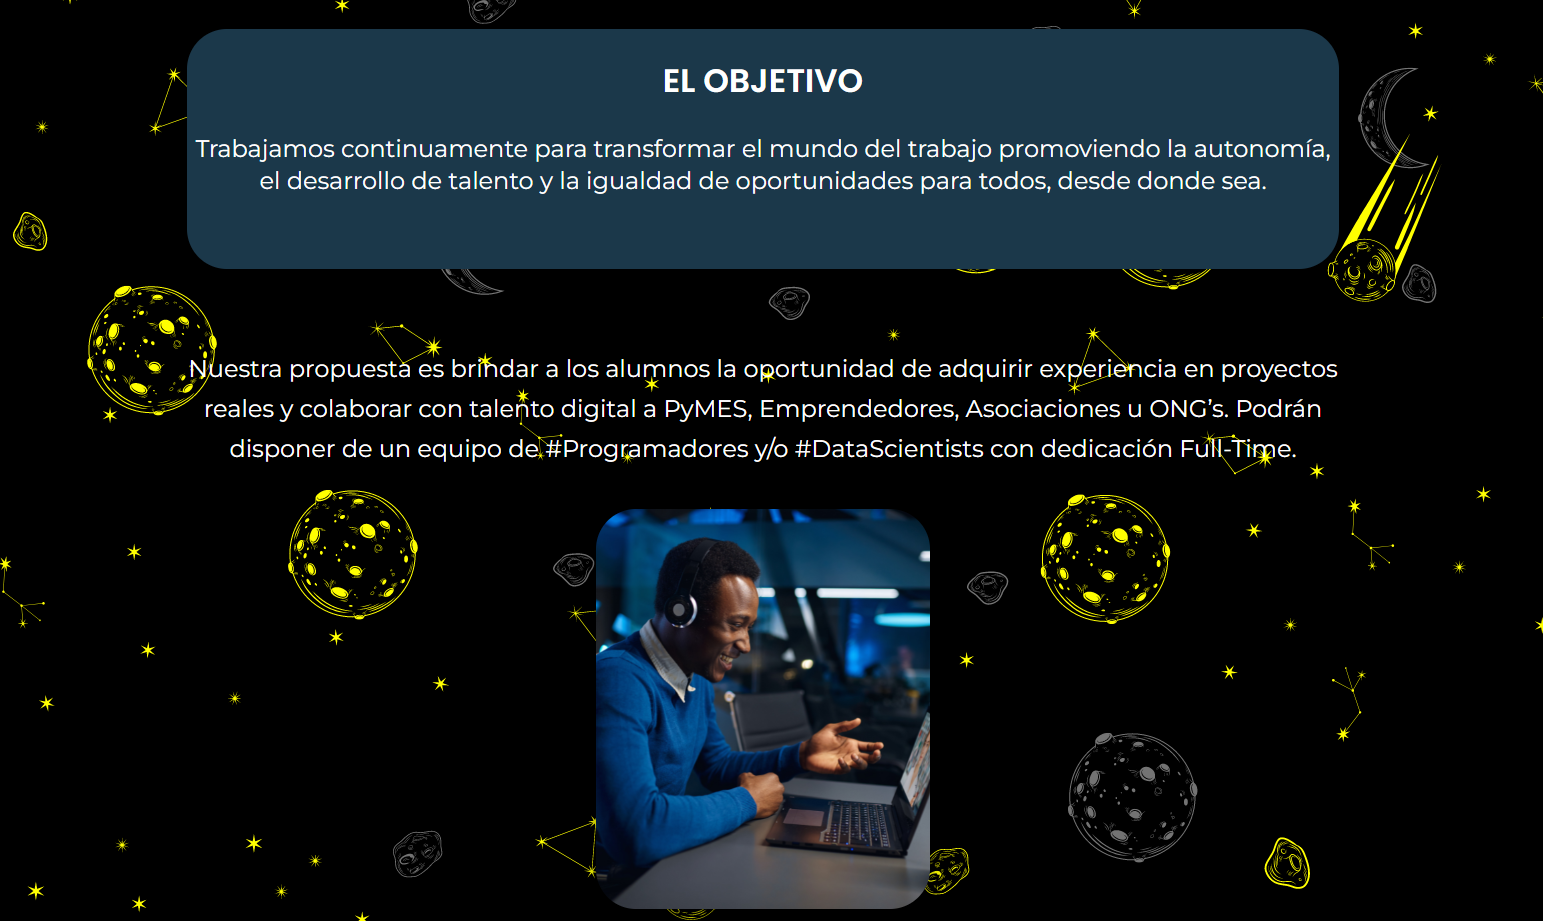 EL OBJETIVO
Trabajamos continuamente para transformar el mundo del trabajo promoviendo la autonomía,
el desarrollo de talento y la igualdad de oportunidades para todos, desde donde sea.
Nuestra propuesta es brindar a los alumnos la oportunidad de adquirir experiencia en proyectos
reales y colaborar con talento digital a PyMES, Emprendedores, Asociaciones u ONG’s. Podrán
disponer de un equipo de #Programadores y/o #DataScientists con dedicación Full-Time.